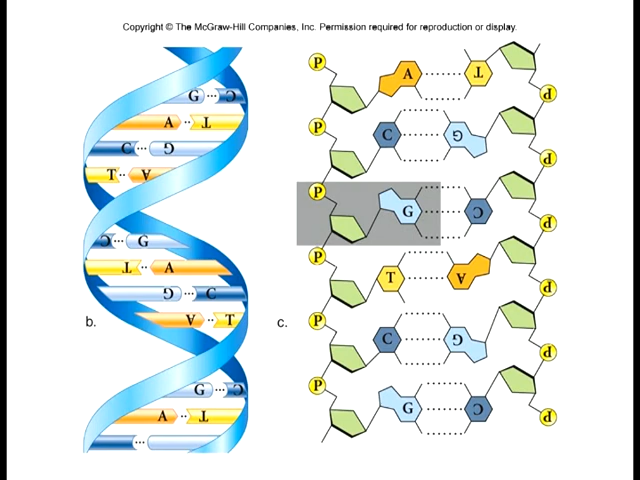 Copyright © The McGraw-Hill Companies, Inc. Permission required for reproduction or display.
G C
A T
C G
T A
C G
T A
G C
A T
G C
A T
b.
P
A T
P
P
C G
P
P
G C
P
P
T A
P
P
C G
P
P
G C
P
c.